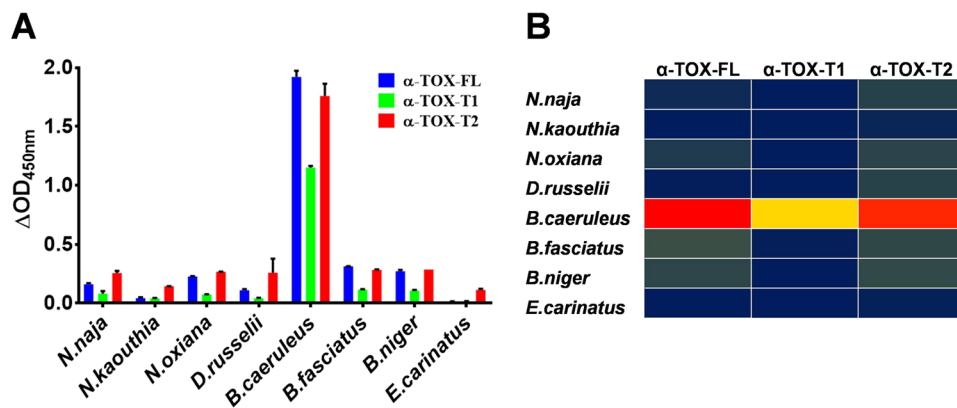 A
2.0
1.5
1.0
0.5
0.0
ΔOD450nm
α-TOX-FL
α-TOX-T1
α-TOX-T2
N.naja
N.kaouthia
N.oxiana
D.russelii
B.caeruleus
B.fasciatus
B.niger
E.carinatus
B
α-TOX-FL α-TOX-T1 α-TOX-T2
N.naja
N.kaouthia
N.oxiana
D.russelii
B.caeruleus
B.fasciatus
B.niger
E.carinatus